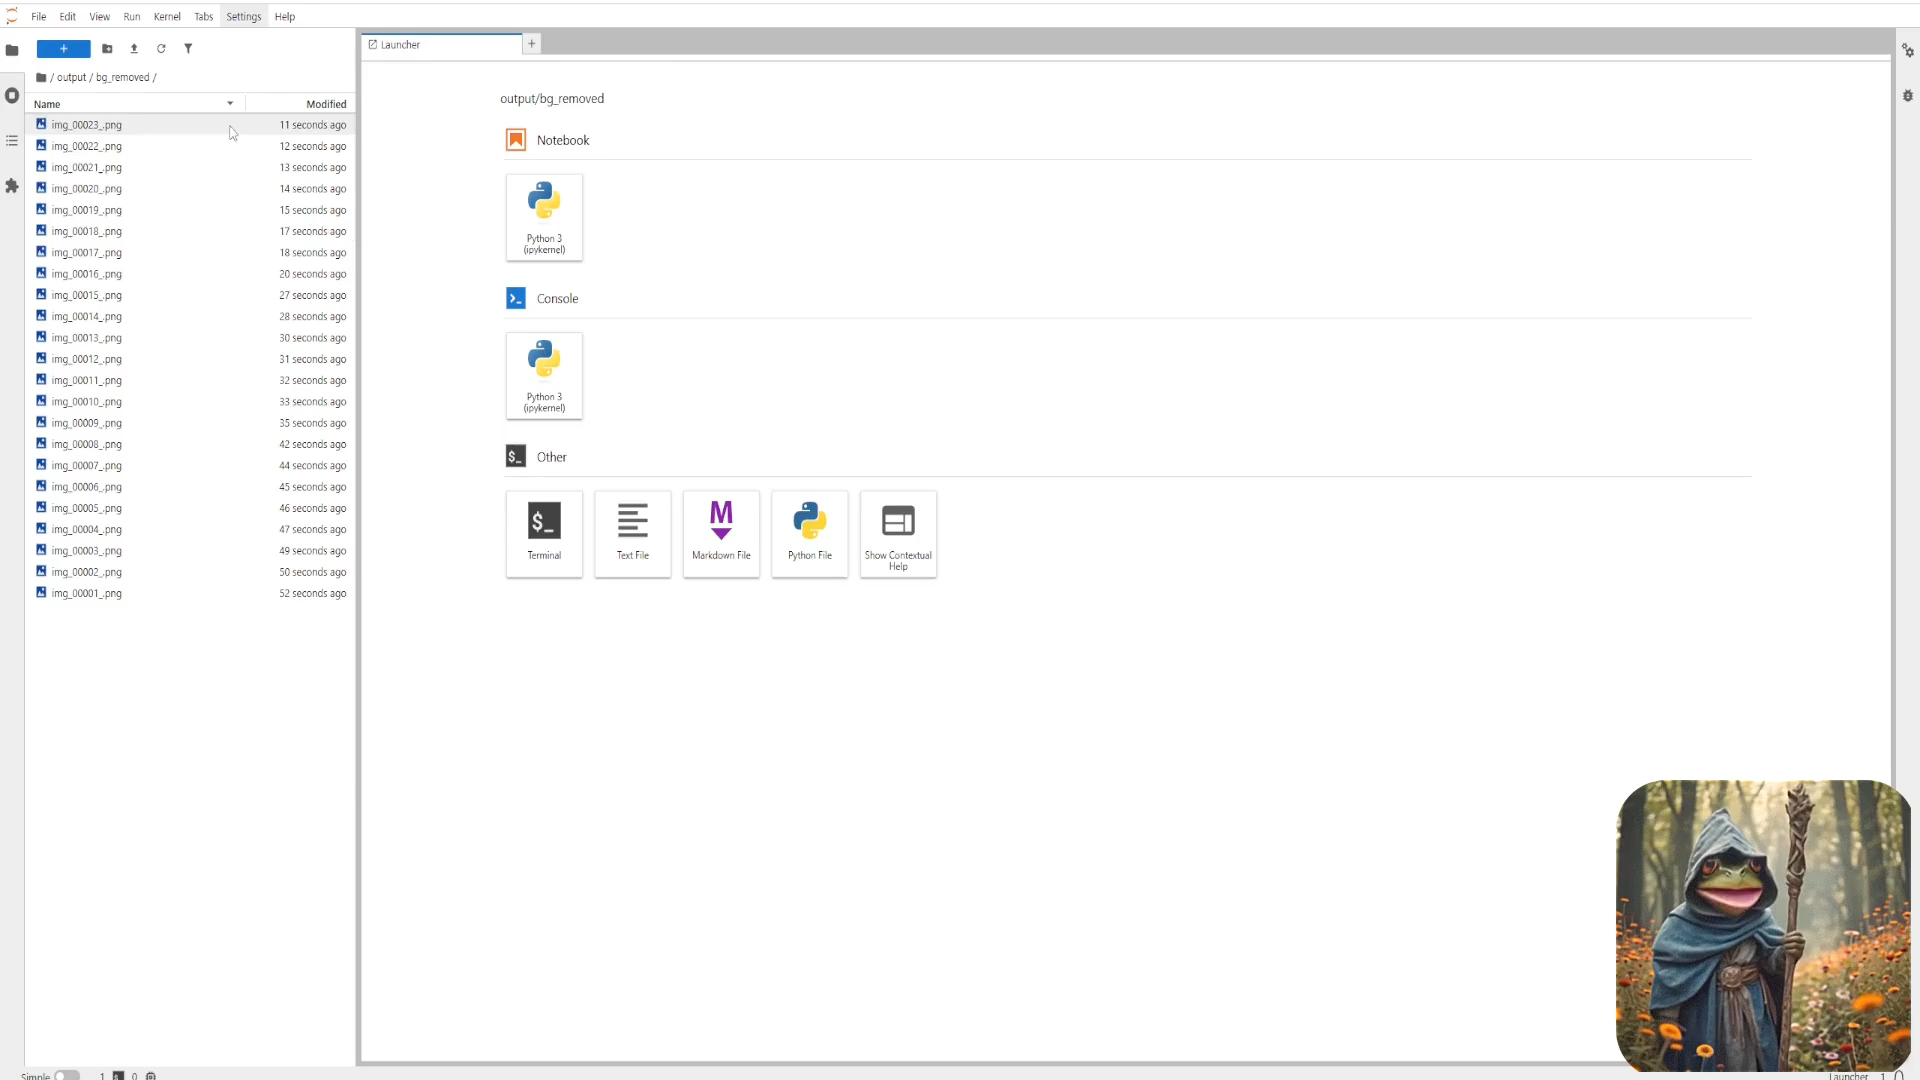 File Edit View Run Kernel Tabs Settings Help
+
/ output / bg_removed /
Name Modified
img_00023_.png 11 seconds ago
img_00022_.png 12 seconds ago
img_00021_.png 13 seconds ago
img_00020_.png 14 seconds ago
img_00019_.png 15 seconds ago
img_00018_.png 17 seconds ago
img_00017_.png 18 seconds ago
img_00016_.png 20 seconds ago
img_00015_.png 27 seconds ago
img_00014_.png 28 seconds ago
img_00013_.png 30 seconds ago
img_00012_.png 31 seconds ago
img_00011_.png 32 seconds ago
img_00010_.png 33 seconds ago
img_00009_.png 35 seconds ago
img_00008_.png 42 seconds ago
img_00007_.png 44 seconds ago
img_00006_.png 45 seconds ago
img_00005_.png 46 seconds ago
img_00004_.png 47 seconds ago
img_00003_.png 49 seconds ago
img_00002_.png 50 seconds ago
img_00001_.png 52 seconds ago
Simple 1 $_ 0
Launcher +
output/bg_removed
Notebook
Python 3
(ipykernel)
Console
Python 3
(ipykernel)
$_ Other
$_ M
Terminal Text File Markdown File Python File Show Contextual
Help
Launcher 1